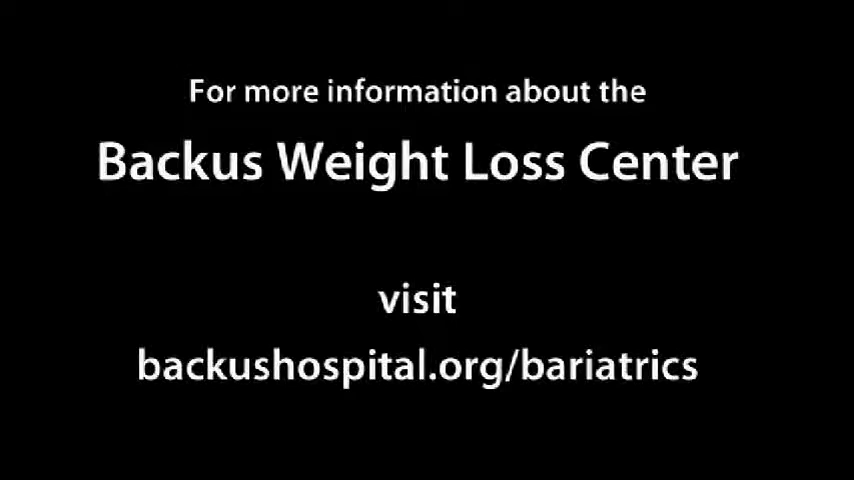 For more information about the
Backus Weight Loss Center
visit
backushospital.org/bariatrics